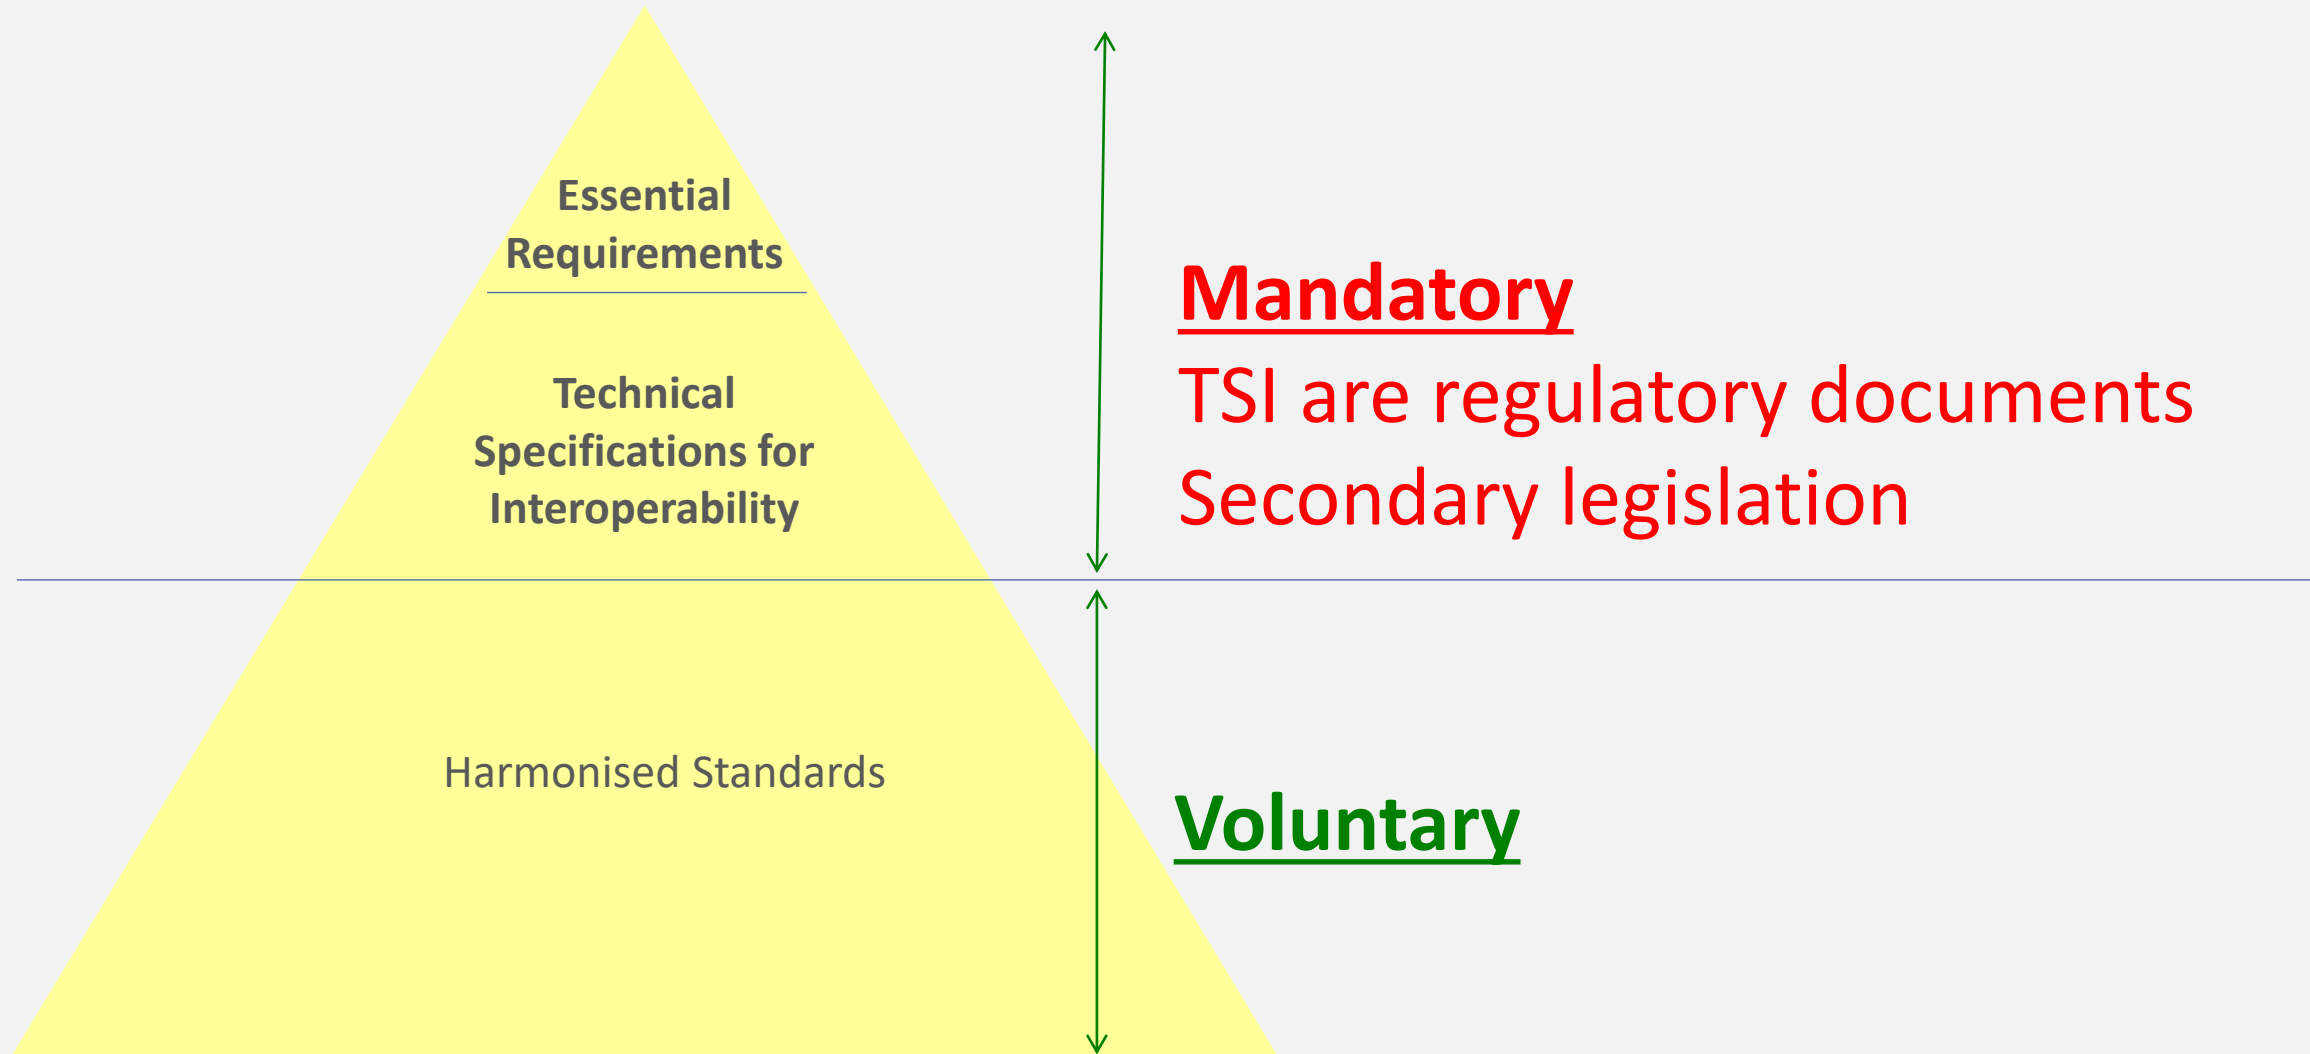 Essential
Requirements
Technical
Specifications for
Interoperability
Mandatory
TSI are regulatory documents
Secondary legislation
Harmonised Standards
Voluntary